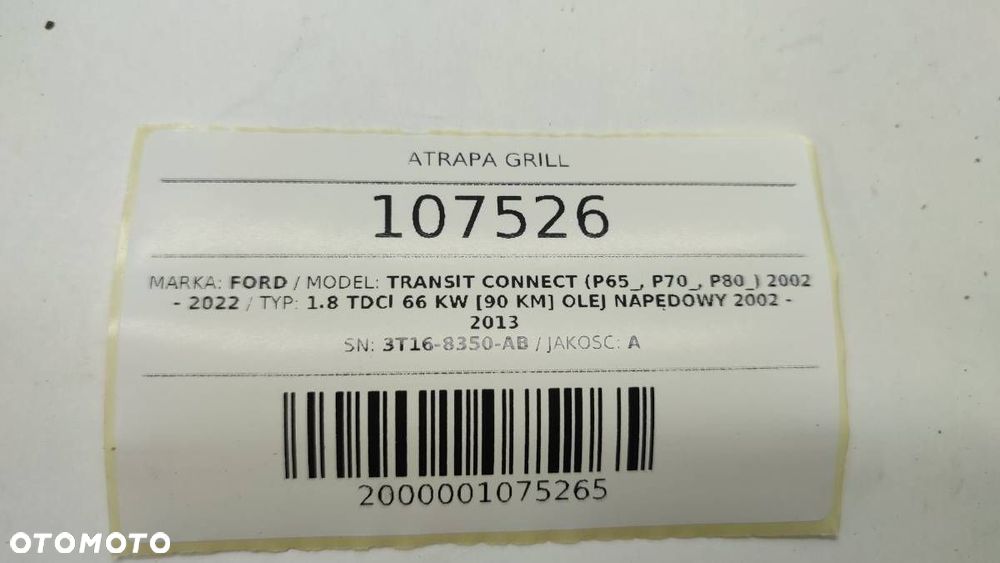 ATRAPA GRILL
107526
MARKA: FORD / MODEL: TRANSIT CONNECT (P65_, P70_, P80_) 2002
- 2022 / TYP: 1.8 TDCI 66 KW [90 KM] OLEJ NAPĘDOWY 2002 -
2013
SN: 3T16-8350-AB / JAKOŚĆ: A
2000001075265
OTOMOTO